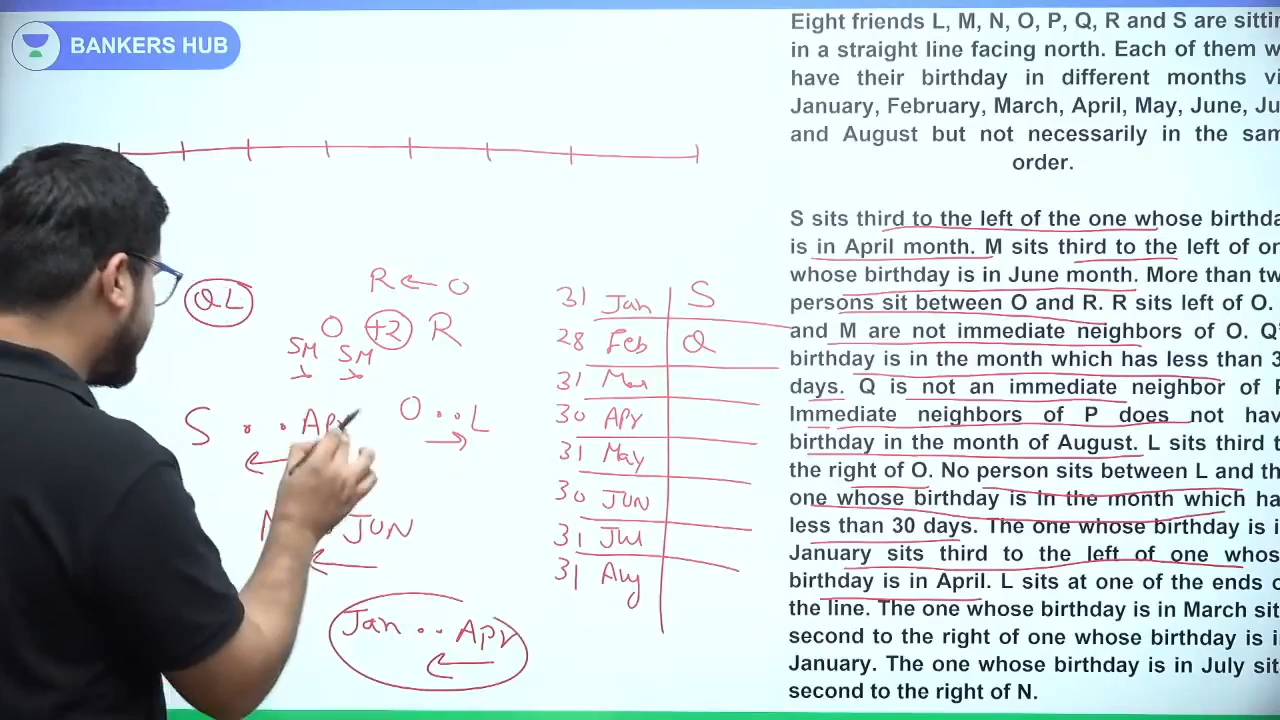 BANKERS HUB
Eight friends L, M, N, O, P, Q, R and S are sittin
in a straight line facing north. Each of them w
have their birthday in different months vi
January, February, March, April, May, June, Ju
and August but not necessarily in the sam
order.
S sits third to the left of the one whose birthda
is in April month. M sits third to the left of on
whose birthday is in June month. More than tw
persons sit between O and R. R sits left of O.
and M are not immediate neighbors of O. Q'
birthday is in the month which has less than 3
days. Q is not an immediate neighbor of
Immediate neighbors of P does not hav
birthday in the month of August. L sits third t
the right of O. No person sits between L and th
one whose birthday is in the month which ha
less than 30 days. The one whose birthday is i
January sits third to the left of one whos
birthday is in April. L sits at one of the ends o
the line. The one whose birthday is in March sit
second to the right of one whose birthday is i
January. The one whose birthday is in July sit
second to the right of N.
QL
R ← O
O +2 R
SM SM
S . . Apr
O . . L
JUN
Jan . . Apr
31 Jan S
28 Feb Q
31 Mar
30 Apr
31 May
30 JUN
31 Jul
31 Aug